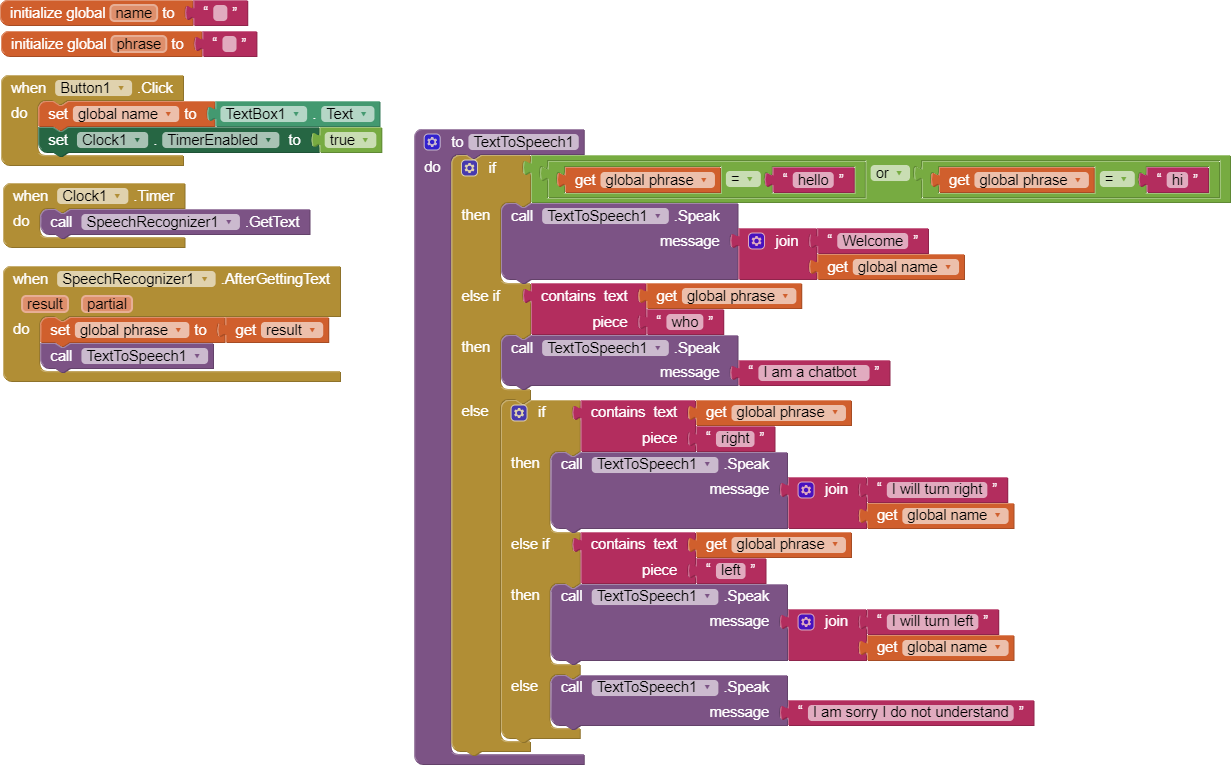 initialize global name to " "
initialize global phrase to " "
when Button1 .Click
do set global name to TextBox1 . Text
set Clock1 . TimerEnabled to true
when Clock1 .Timer
do call SpeechRecognizer1 .GetText
when SpeechRecognizer1 .AfterGettingText
result partial
do set global phrase to get result
call TextToSpeech1
to TextToSpeech1
do if get global phrase = " hello " or get global phrase = " hi "
then call TextToSpeech1 .Speak
message join " Welcome "
get global name
else if contains text get global phrase
piece " who "
then call TextToSpeech1 .Speak
message " I am a chatbot "
else if contains text get global phrase
piece " right "
then call TextToSpeech1 .Speak
message join " I will turn right "
get global name
else if contains text get global phrase
piece " left "
then call TextToSpeech1 .Speak
message join " I will turn left "
get global name
else call TextToSpeech1 .Speak
message " I am sorry I do not understand "